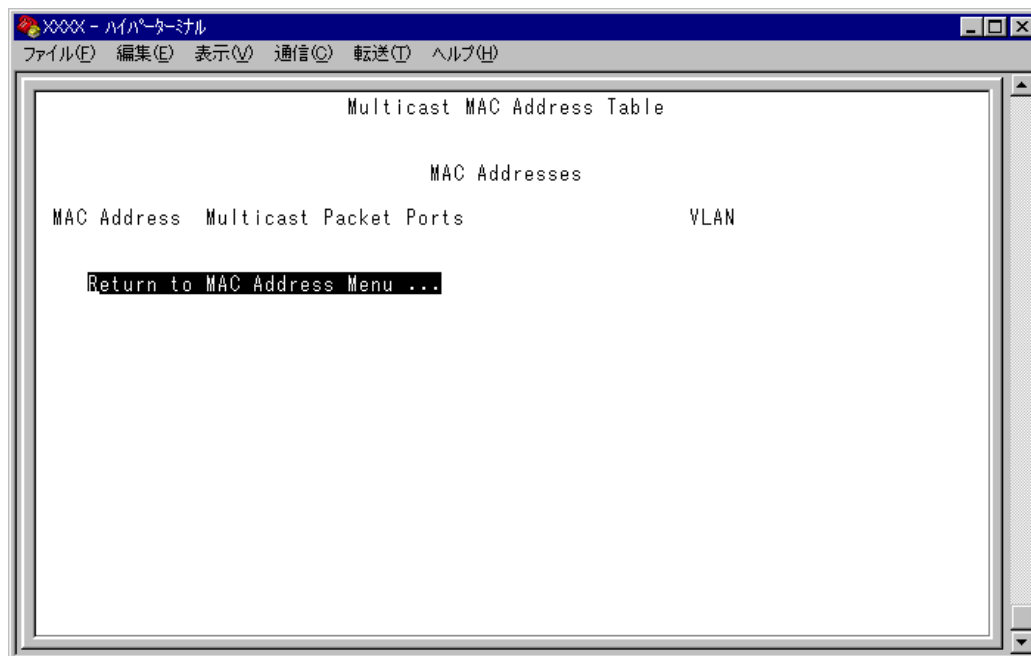 XXXX - ハイパーターミナル
ファイル(F) 編集(E) 表示(V) 通信(C) 転送(T) ヘルプ(H)
Multicast MAC Address Table
MAC Addresses
MAC Address Multicast Packet Ports VLAN
Return to MAC Address Menu ...